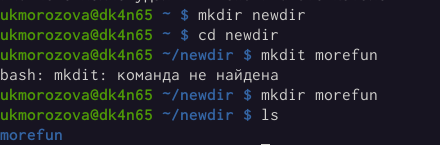 ukmorozova@dk4n65 ~ $ mkdir newdir
ukmorozova@dk4n65 ~ $ cd newdir
ukmorozova@dk4n65 ~/newdir $ mkdit morefun
bash: mkdit: команда не найдена
ukmorozova@dk4n65 ~/newdir $ mkdir morefun
ukmorozova@dk4n65 ~/newdir $ ls
morefun